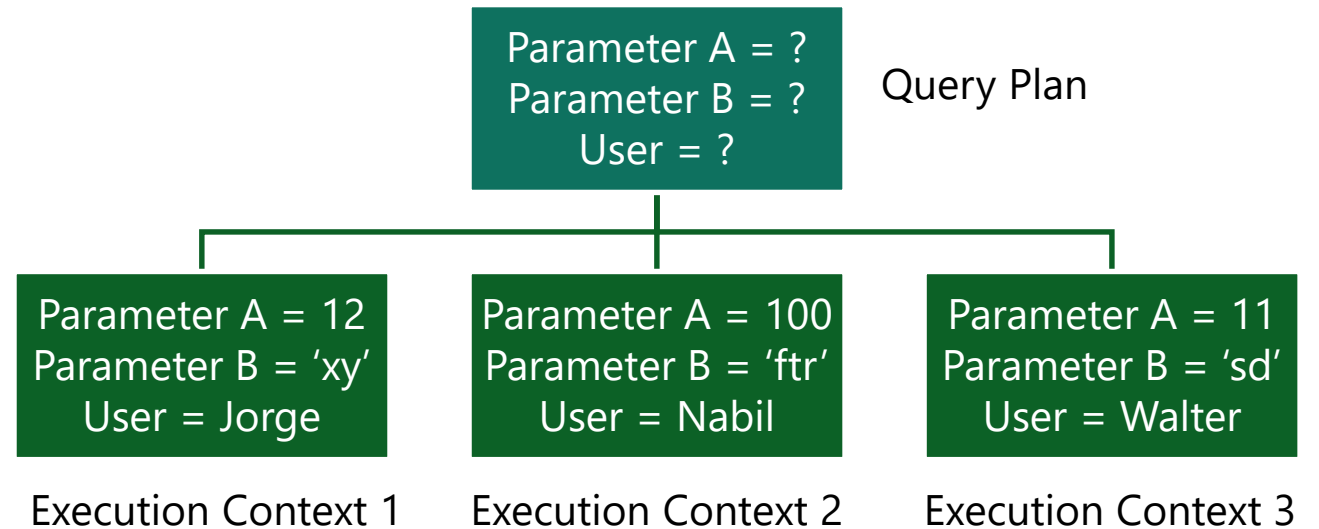 Parameter A = ?
Parameter B = ?
User = ?
Query Plan
Parameter A = 12
Parameter B = ‘xy’
User = Jorge
Execution Context 1
Parameter A = 100
Parameter B = ‘ftr’
User = Nabil
Execution Context 2
Parameter A = 11
Parameter B = ‘sd’
User = Walter
Execution Context 3